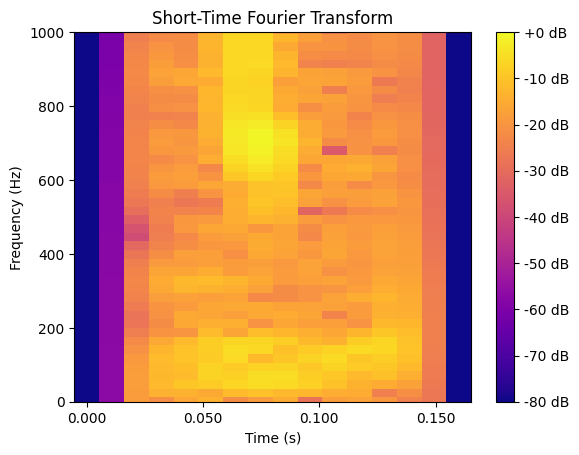 Short-Time Fourier Transform
1000
800
600
400
200
0
Frequency (Hz)
0.000
0.050
0.100
0.150
Time (s)
+0 dB
-10 dB
-20 dB
-30 dB
-40 dB
-50 dB
-60 dB
-70 dB
-80 dB